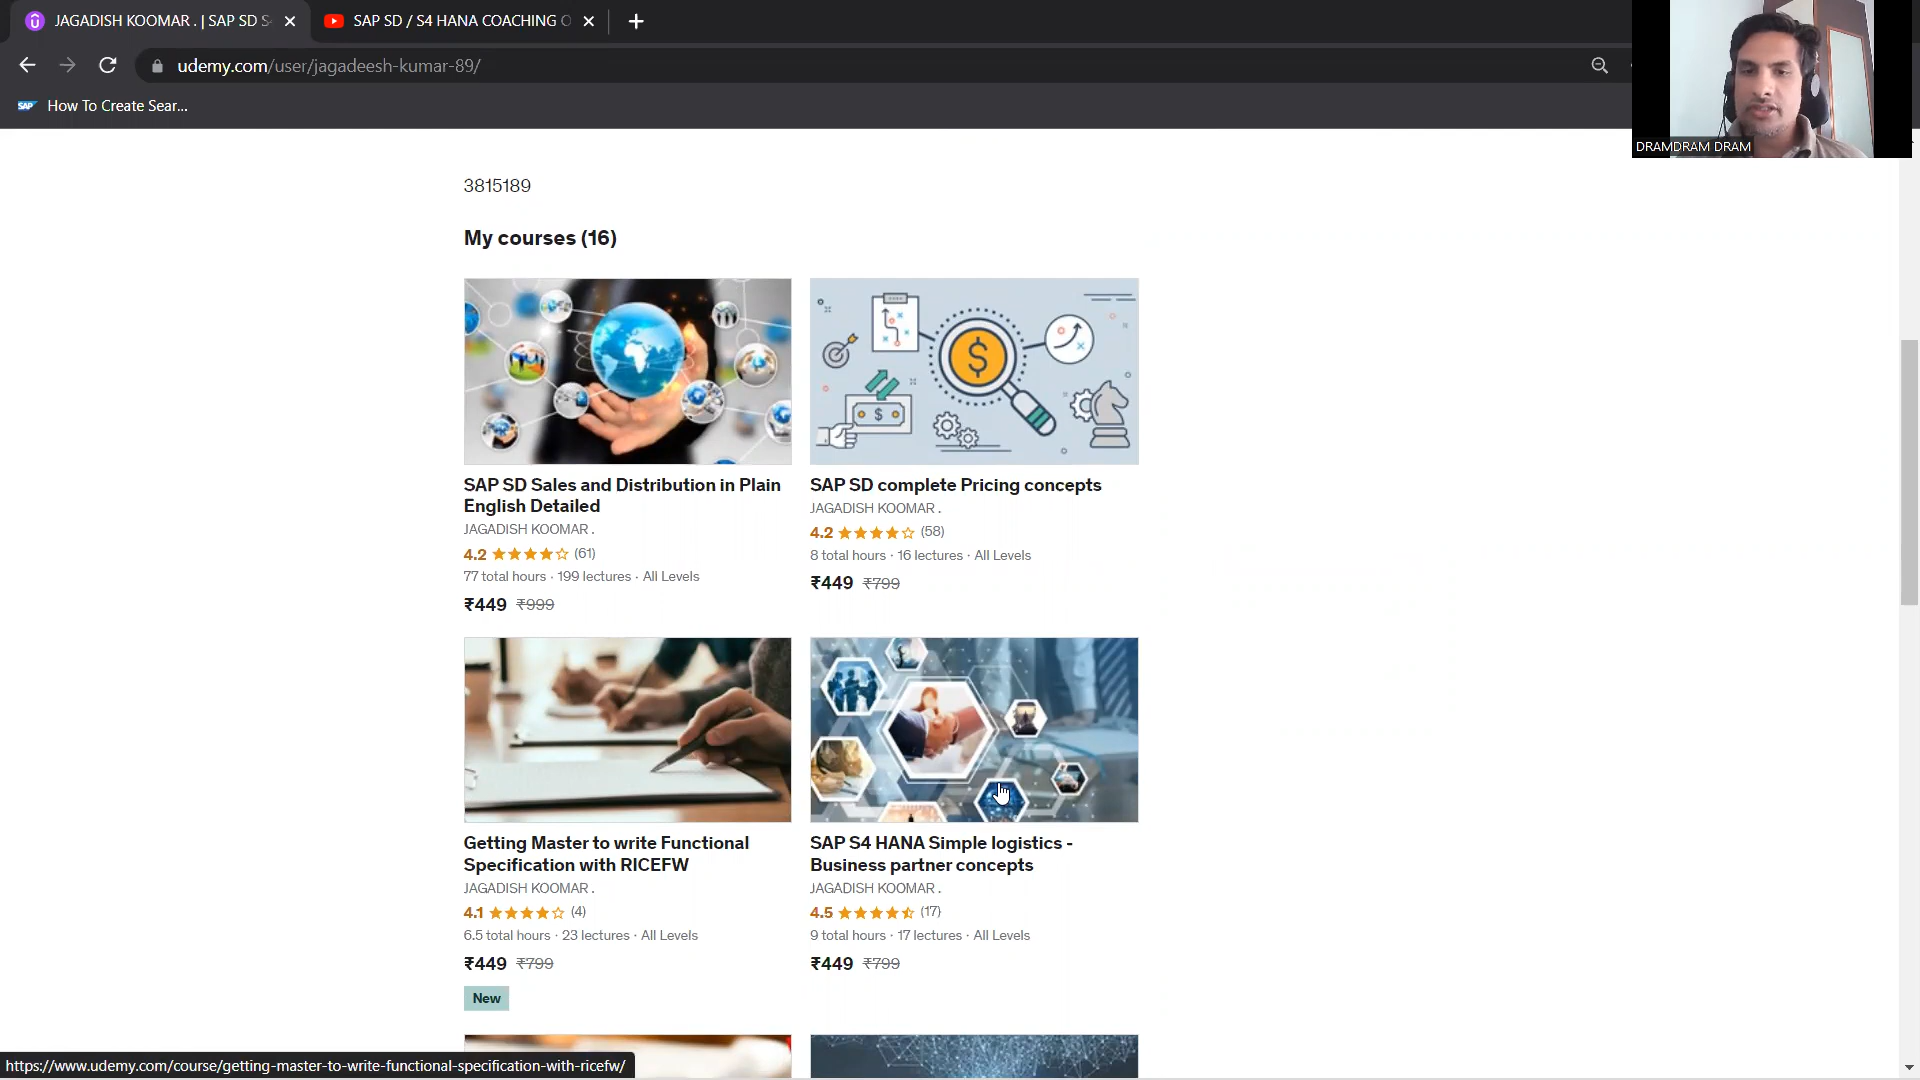 JAGADISH KOOMAR . | SAP SD S
SAP SD / S4 HANA COACHING
udemy.com/user/jagadeesh-kumar-89/
How To Create Sear...
DRAMDRAM DRAM
3815189
My courses (16)
SAP SD Sales and Distribution in Plain
English Detailed
JAGADISH KOOMAR .
4.2 (61)
77 total hours · 199 lectures · All Levels
₹449 ₹999
SAP SD complete Pricing concepts
JAGADISH KOOMAR .
4.2 (58)
8 total hours · 16 lectures · All Levels
₹449 ₹799
Getting Master to write Functional
Specification with RICEFW
JAGADISH KOOMAR .
4.1 (4)
6.5 total hours · 23 lectures · All Levels
₹449 ₹799
New
SAP S4 HANA Simple logistics -
Business partner concepts
JAGADISH KOOMAR .
4.5 (17)
9 total hours · 17 lectures · All Levels
₹449 ₹799
https://www.udemy.com/course/getting-master-to-write-functional-specification-with-ricefw/